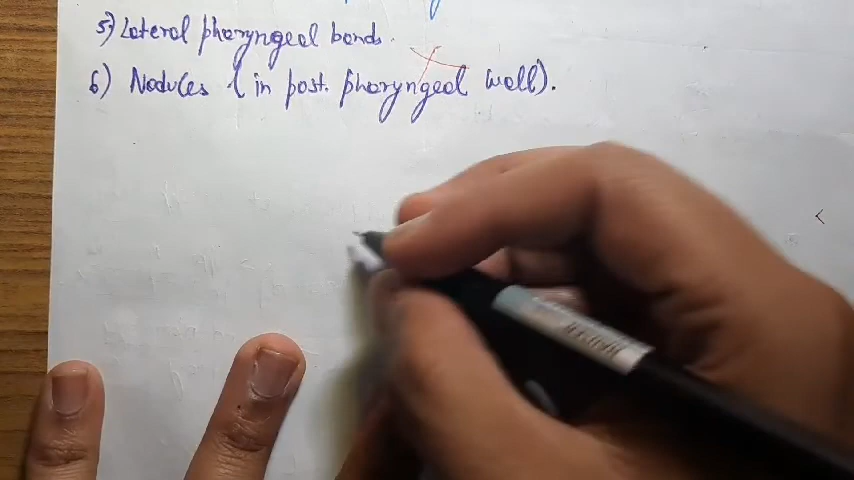 5) Lateral pharyngeal bands.
6) Nodules (in post. pharyngeal wall).